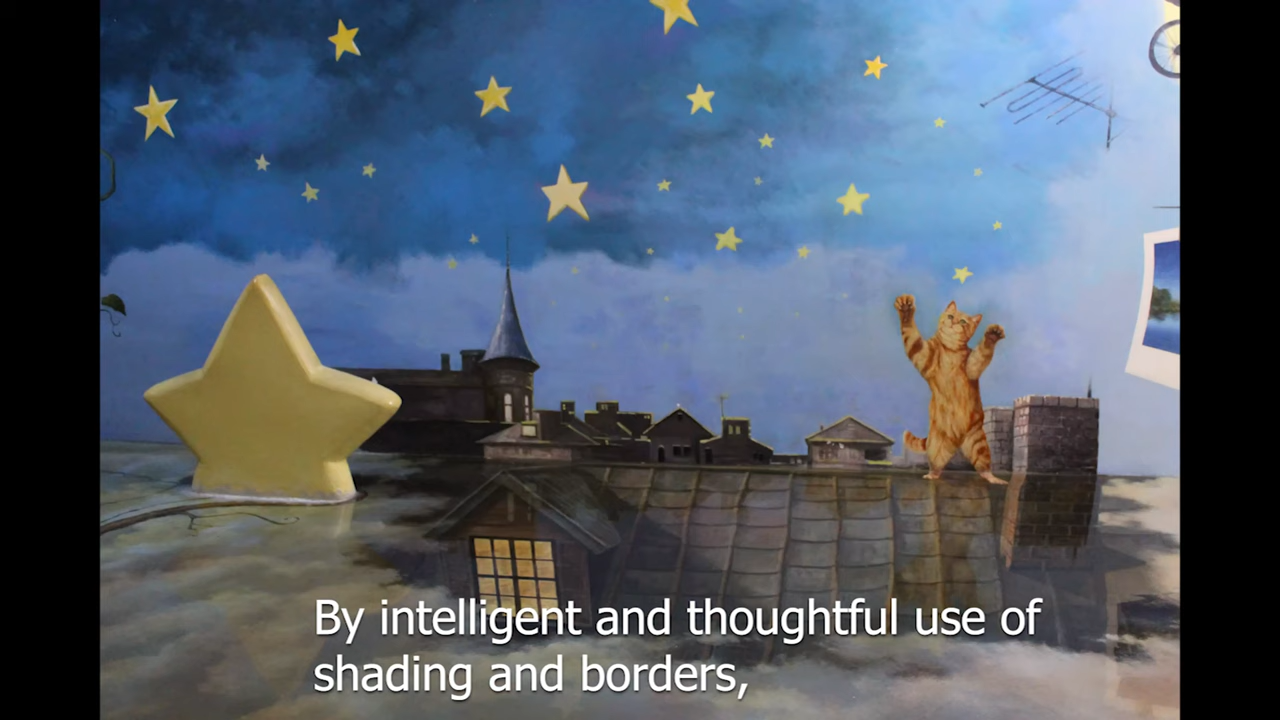 By intelligent and thoughtful use of
shading and borders,